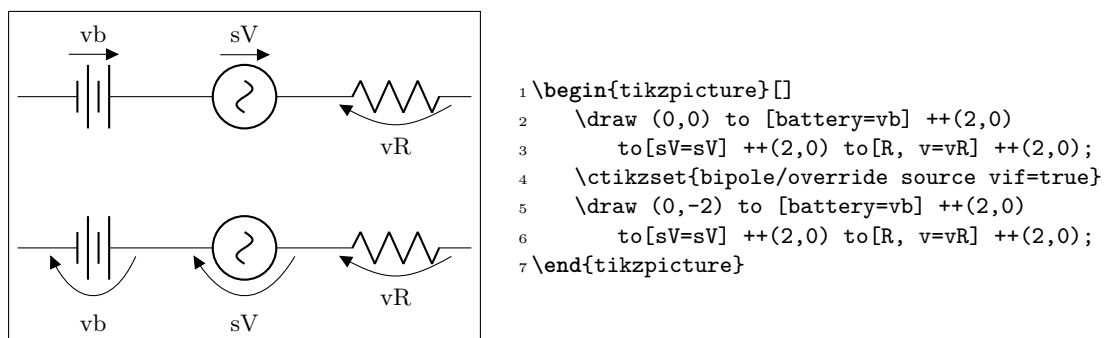 vb sV
vR
vb sV vR
1 \begin{tikzpicture}[]
2 \draw (0,0) to [battery=vb] ++(2,0)
3 to[sV=sV] ++(2,0) to[R, v=vR] ++(2,0);
4 \ctikzset{bipole/override source vif=true}
5 \draw (0,-2) to [battery=vb] ++(2,0)
6 to[sV=sV] ++(2,0) to[R, v=vR] ++(2,0);
7 \end{tikzpicture}